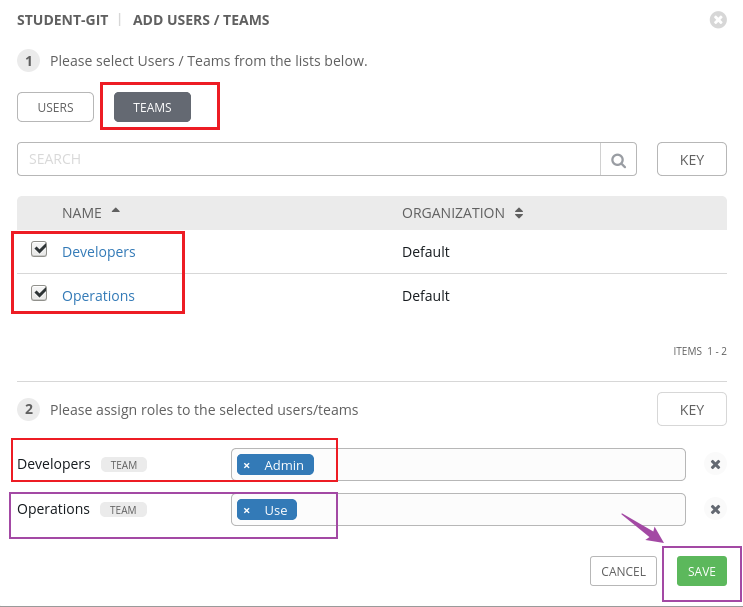 STUDENT-GIT | ADD USERS / TEAMS
1 Please select Users / Teams from the lists below.
USERS TEAMS
SEARCH KEY
NAME ORGANIZATION
Developers Default
Operations Default
ITEMS 1 - 2
2 Please assign roles to the selected users/teams KEY
Developers TEAM × Admin
Operations TEAM × Use
CANCEL SAVE